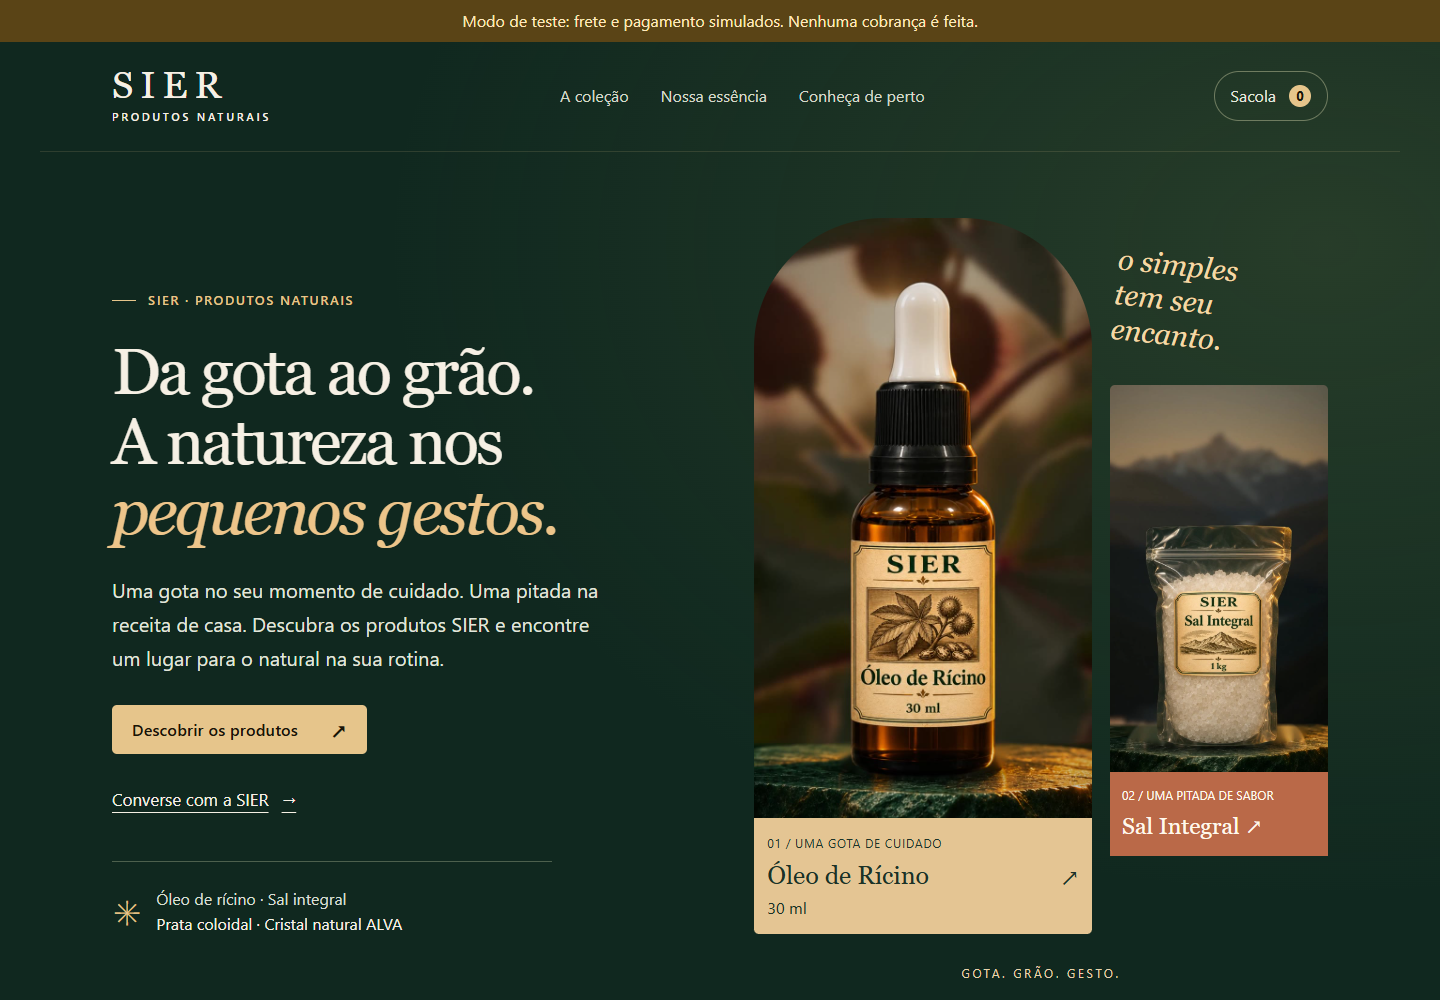 Modo de teste: frete e pagamento simulados. Nenhuma cobrança é feita.
SIER
PRODUTOS NATURAIS
A coleção
Nossa essência
Conheça de perto
Sacola 0
SIER · PRODUTOS NATURAIS
Da gota ao grão.
A natureza nos
pequenos gestos.
Uma gota no seu momento de cuidado. Uma pitada na
receita de casa. Descubra os produtos SIER e encontre
um lugar para o natural na sua rotina.
Descobrir os produtos ↗
Converse com a SIER →
Óleo de rícino · Sal integral
Prata coloidal · Cristal natural ALVA
SIER
Óleo de Rícino
30 ml
01 / UMA GOTA DE CUIDADO
Óleo de Rícino ↗
30 ml
o simples
tem seu
encanto.
SIER
Sal Integral
1 kg
02 / UMA PITADA DE SABOR
Sal Integral ↗
GOTA. GRÃO. GESTO.